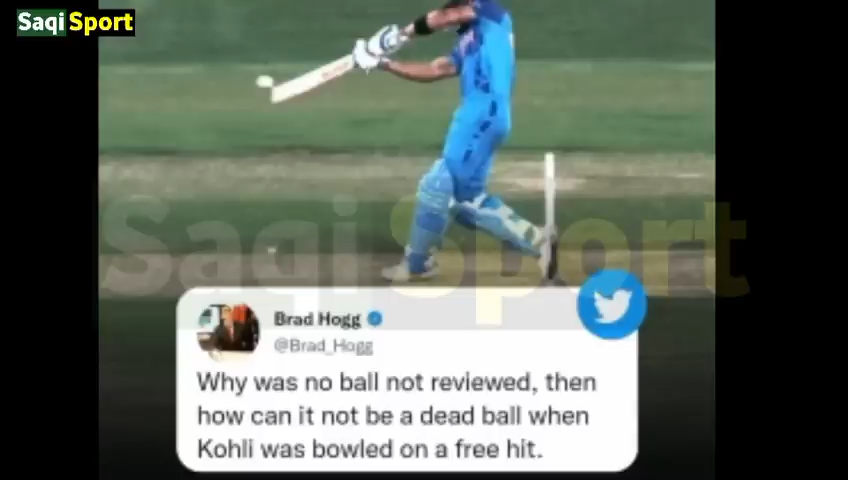 Saqi Sport
Saqi Sport
Brad Hogg
@Brad_Hogg
Why was no ball not reviewed, then
how can it not be a dead ball when
Kohli was bowled on a free hit.